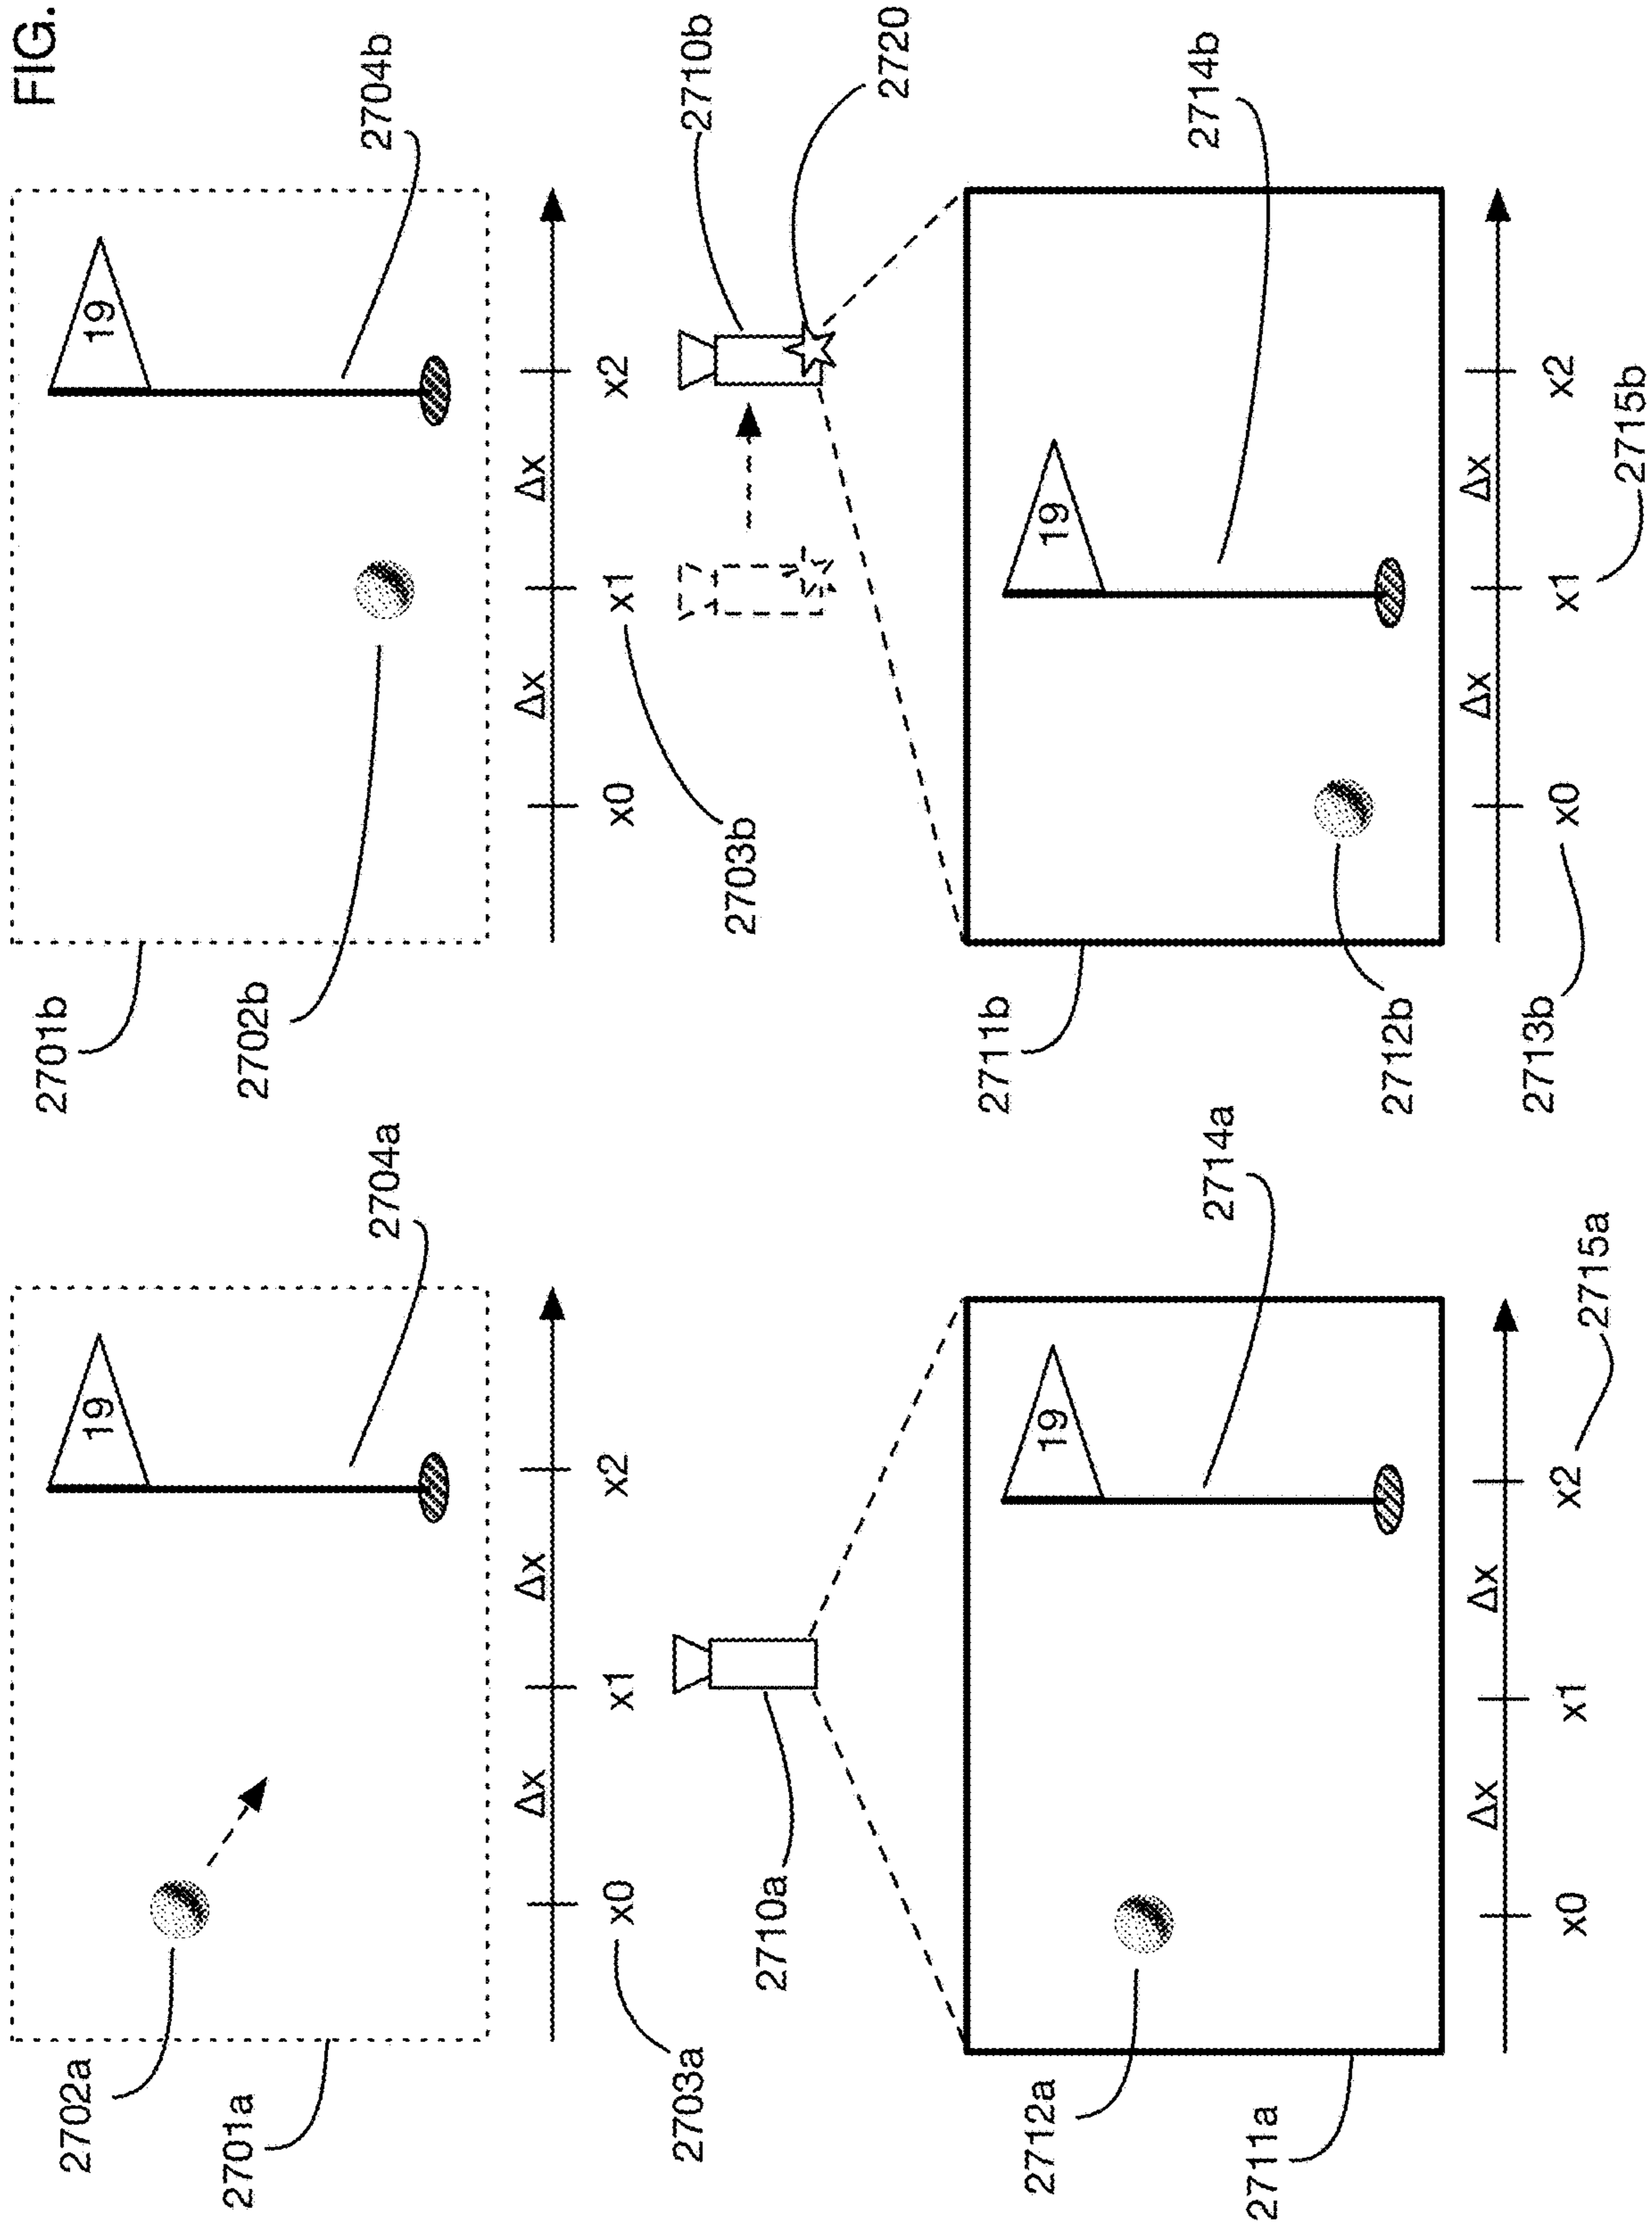 FIG.
2702a
2701a
19
2704a
x0
Δx
x1
Δx
x2
2703a
2710a
2712a
2711a
19
2714a
x0
Δx
x1
Δx
x2
2715a
2701b
2702b
19
2704b
x0
Δx
x1
Δx
x2
2703b
2710b
2720
2711b
2712b
19
2714b
x0
Δx
x1
Δx
x2
2713b
2715b